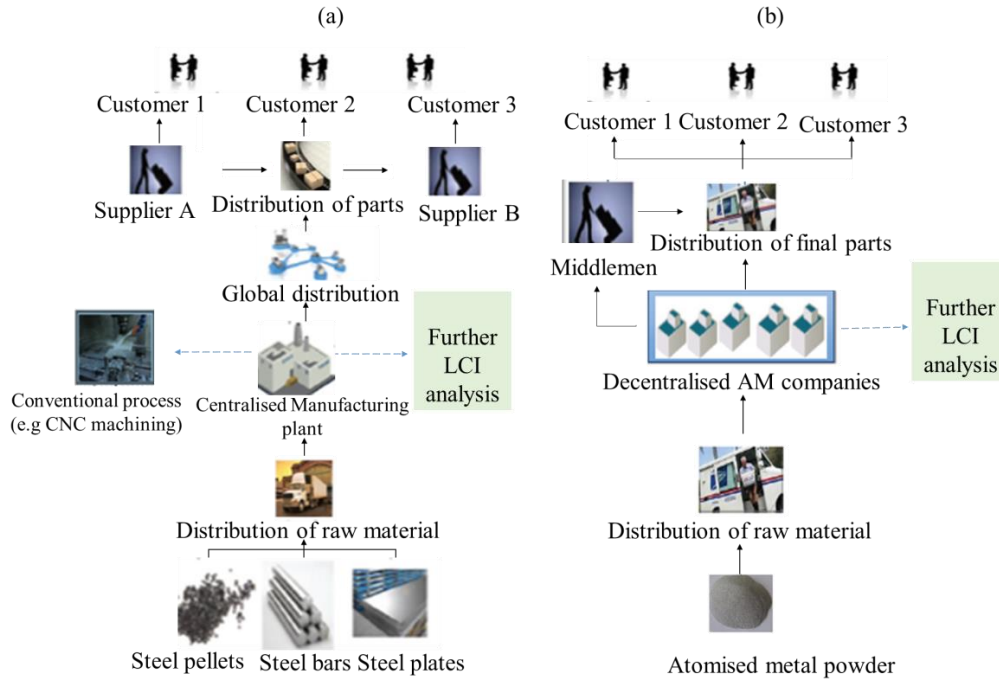 (a)
Customer 1
Customer 2
Customer 3
Supplier A
Distribution of parts
Supplier B
Global distribution
Further
LCI
analysis
Conventional process
(e.g CNC machining)
Centralised Manufacturing
plant
Distribution of raw material
Steel pellets
Steel bars
Steel plates
(b)
Customer 1
Customer 2
Customer 3
Middlemen
Distribution of final parts
Further
LCI
analysis
Decentralised AM companies
Distribution of raw material
Atomised metal powder